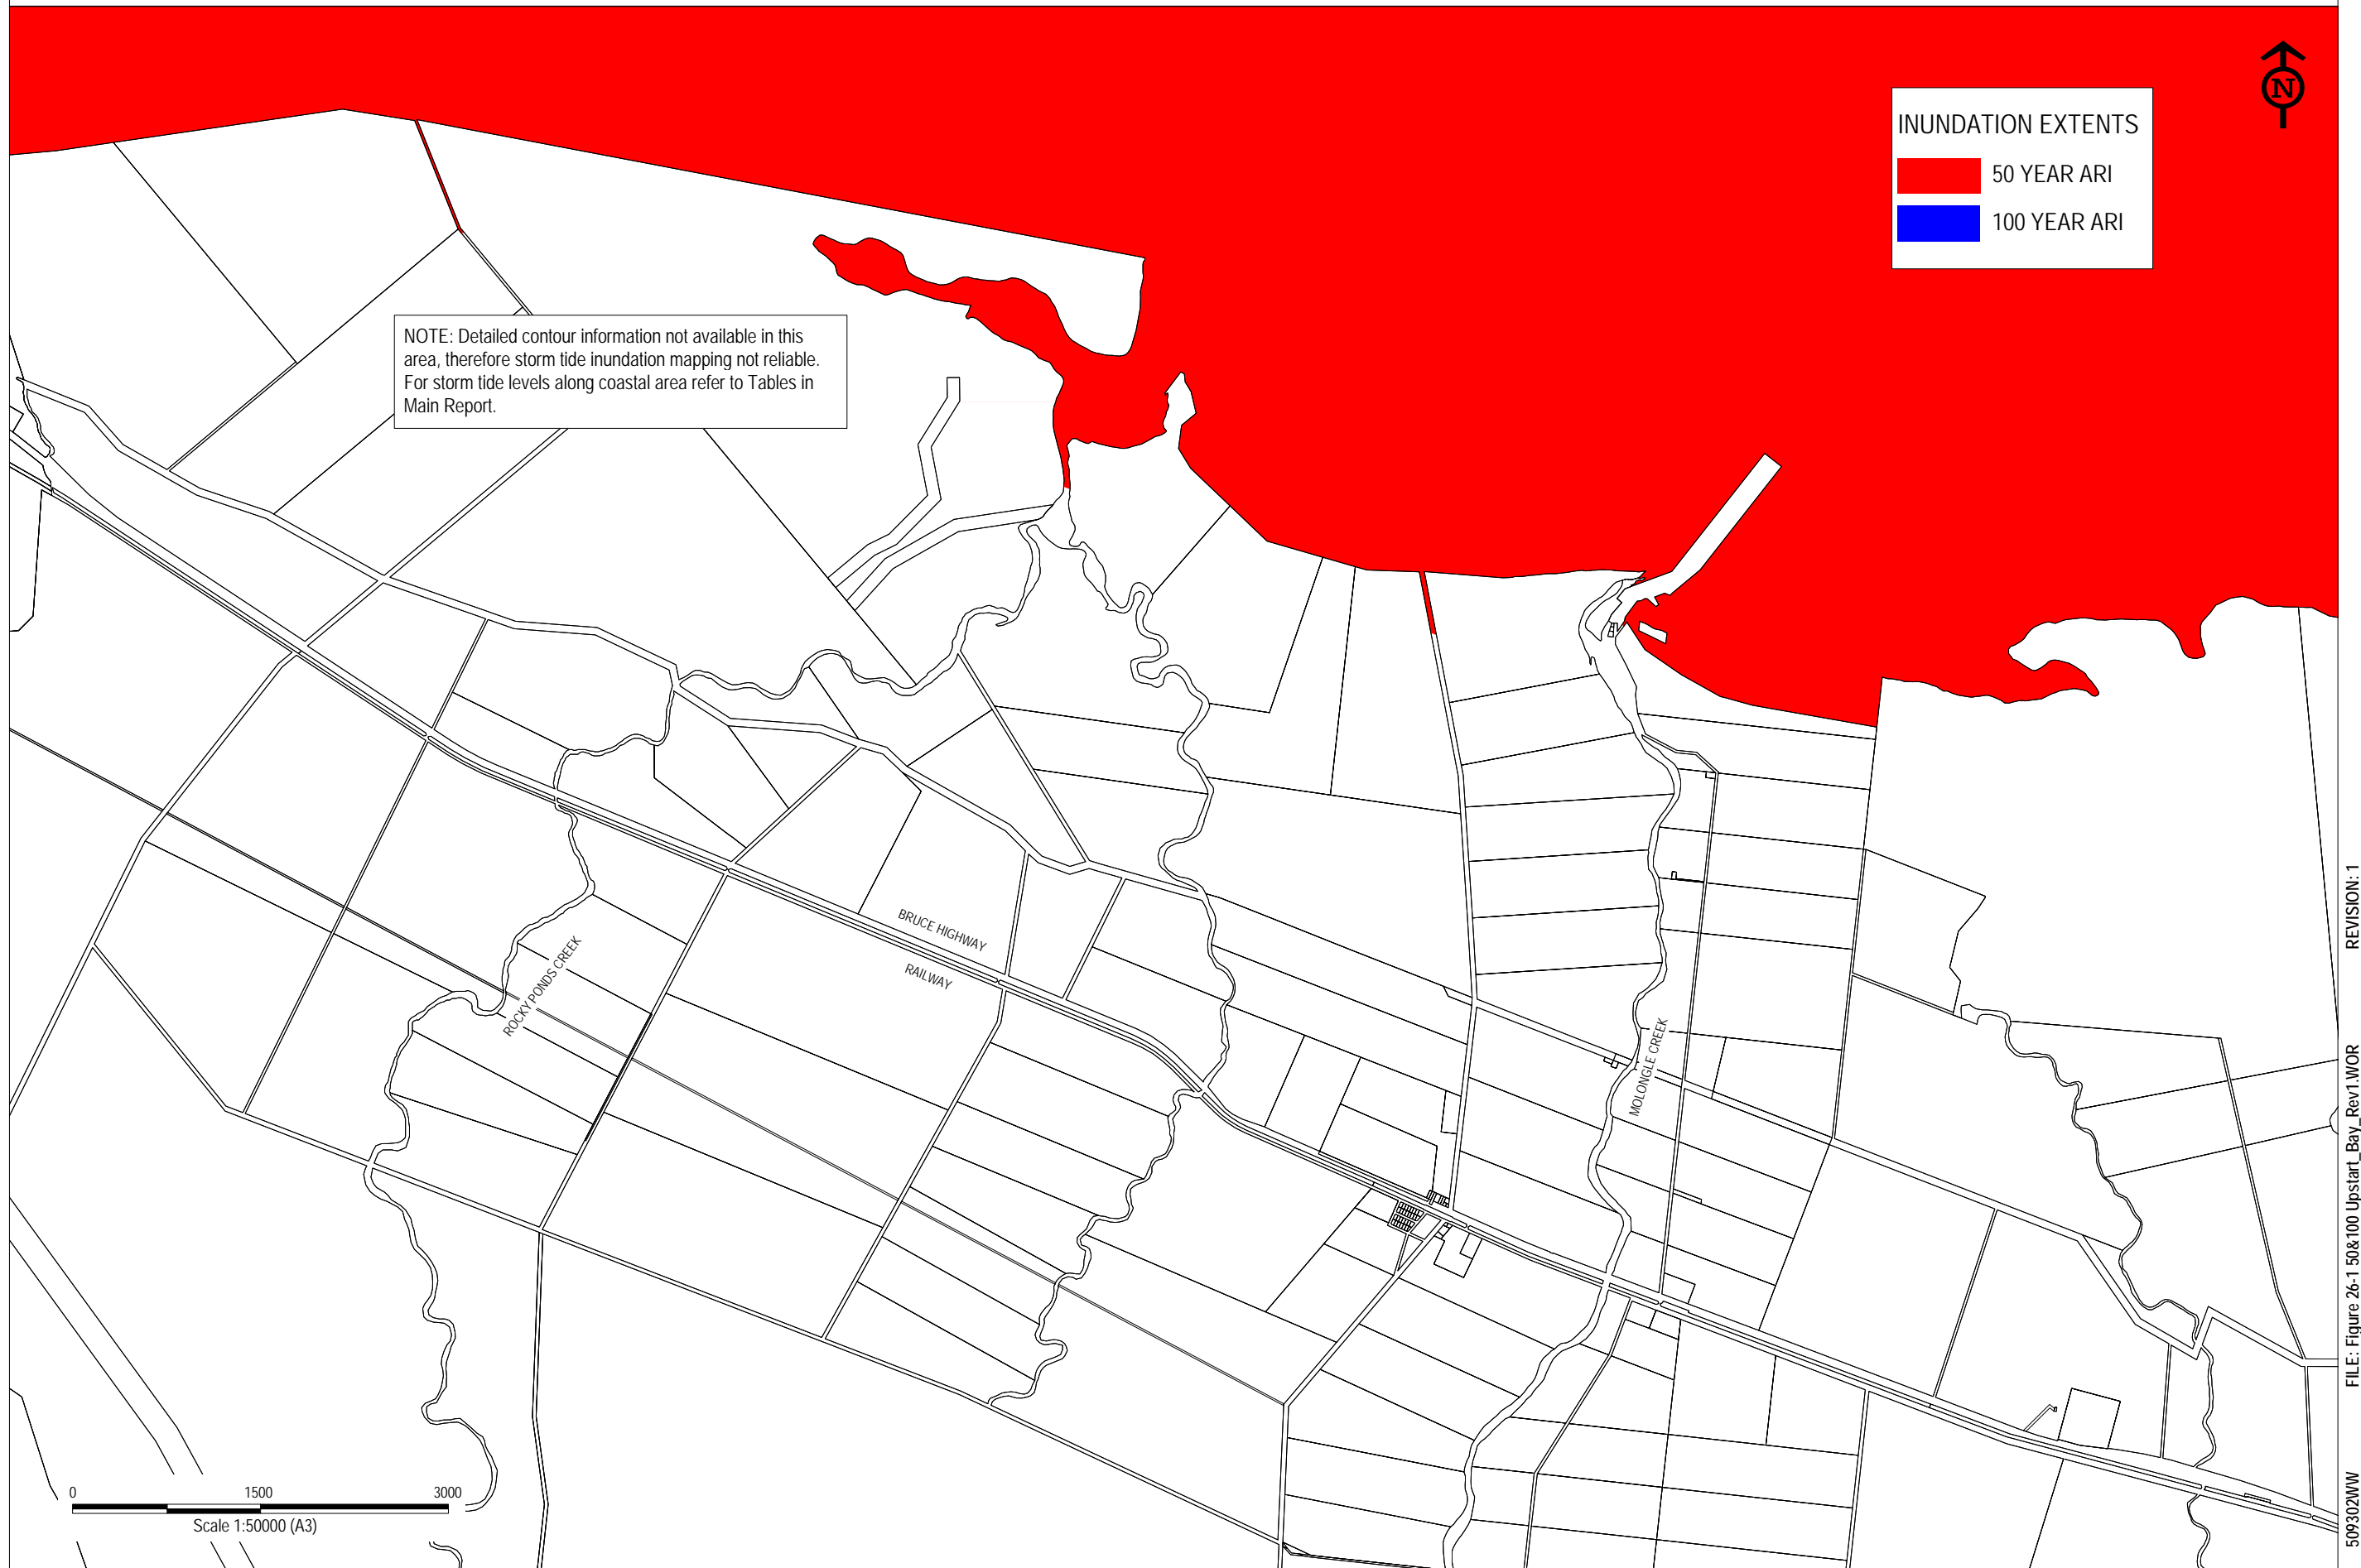 N
INUNDATION EXTENTS
50 YEAR ARI
100 YEAR ARI
NOTE: Detailed contour information not available in this
area, therefore storm tide inundation mapping not reliable.
For storm tide levels along coastal area refer to Tables in
Main Report.
BRUCE HIGHWAY
RAILWAY
ROCKY PONDS CREEK
MOLONGLE CREEK
0 1500 3000
Scale 1:50000 (A3)
509302WW FILE: Figure 26-1 50&100 Upstart_Bay_Rev1.WOR REVISION: 1